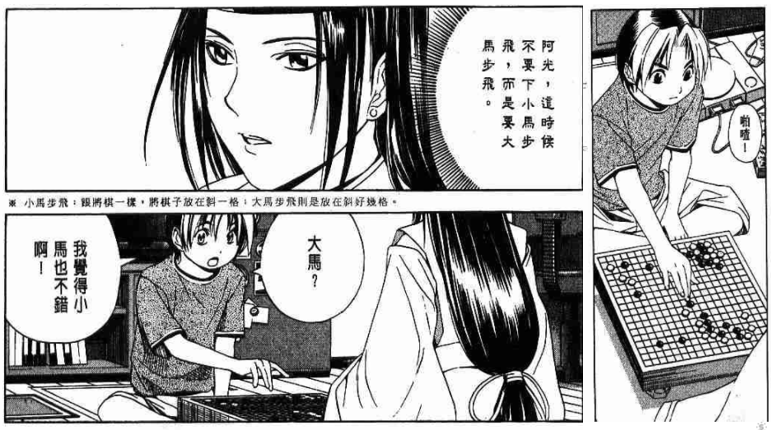 啪喳！
阿光，這時候
不要下小馬步
飛，而是要大
馬步飛。
※ 小馬步飛：跟將棋一樣，將棋子放在斜一格；大馬步飛則是放在斜好幾格。
大馬？
我覺得小
馬也不錯
啊！